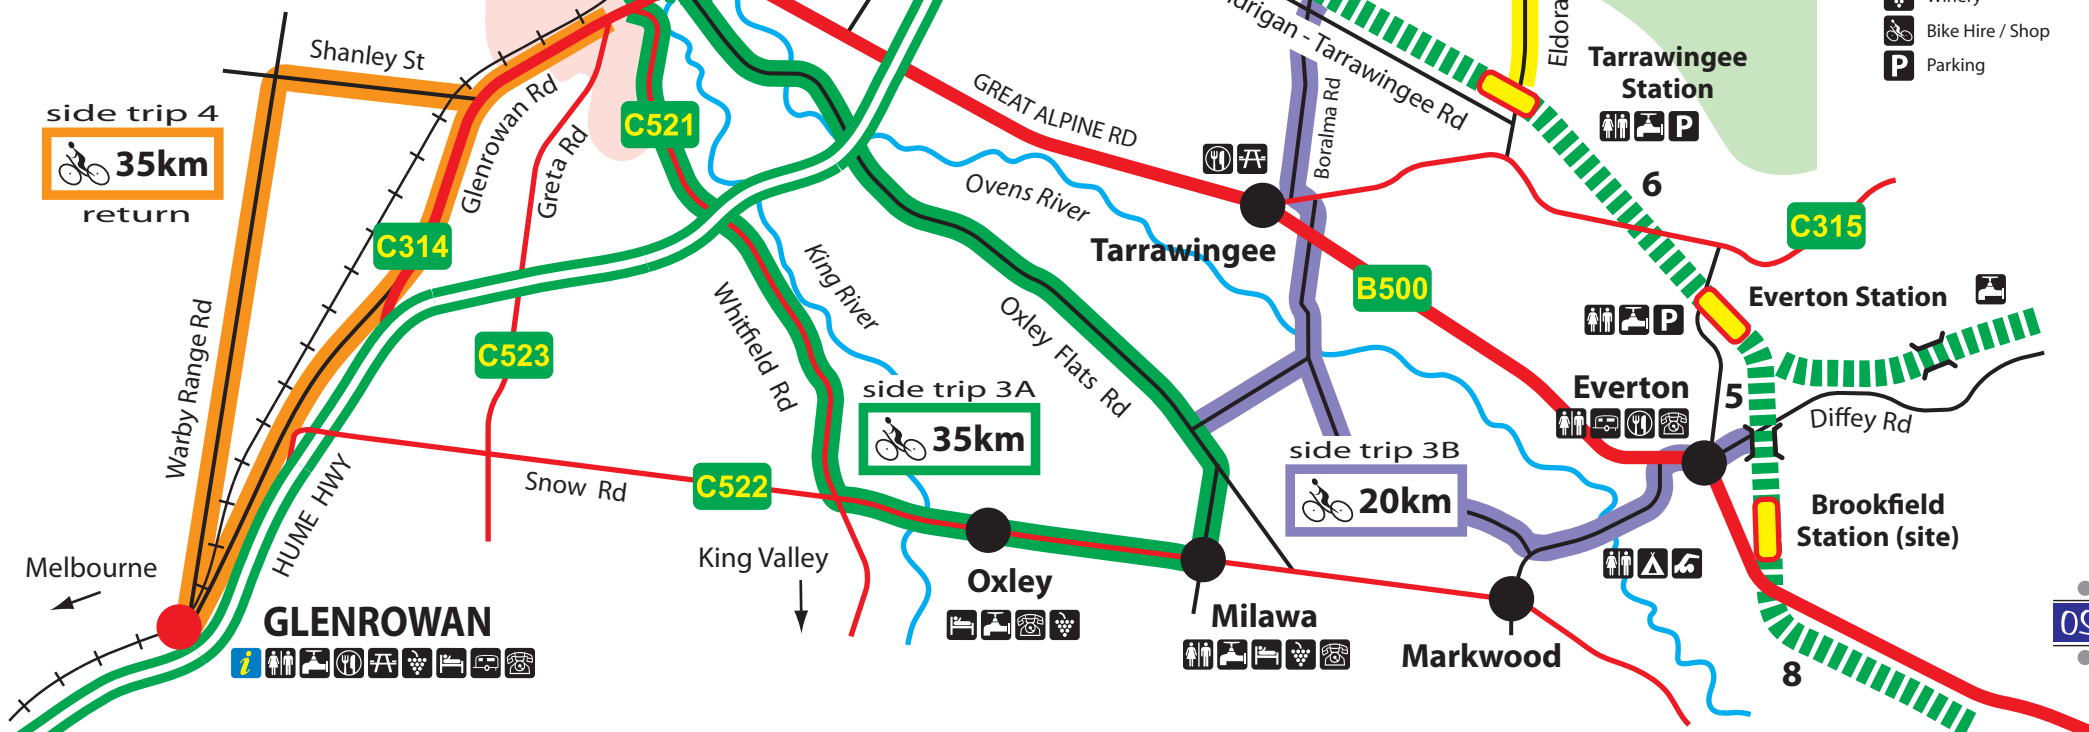 Shanley St
side trip 4
35km
return
C314
Glenrowan Rd
Greta Rd
C521
GREAT ALPINE RD
Tarrawingee Rd
Boralma Rd
Tarrawingee
Station
P
Winery
Bike Hire / Shop
P
Parking
6
C315
Ovens River
Tarrawingee
B500
King River
Whitfield Rd
Oxley Flats Rd
Warby Range Rd
C523
Everton Station
P
Everton
5
Diffey Rd
side trip 3A
35km
side trip 3B
20km
HUME HWY
Snow Rd
C522
Brookfield
Station (site)
Melbourne
King Valley
Oxley
GLENROWAN
i
Milawa
Markwood
8